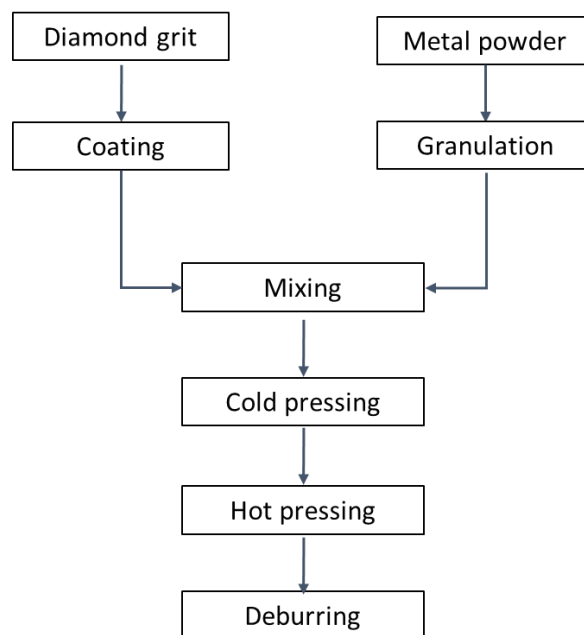 Diamond grit
Metal powder
Coating
Granulation
Mixing
Cold pressing
Hot pressing
Deburring